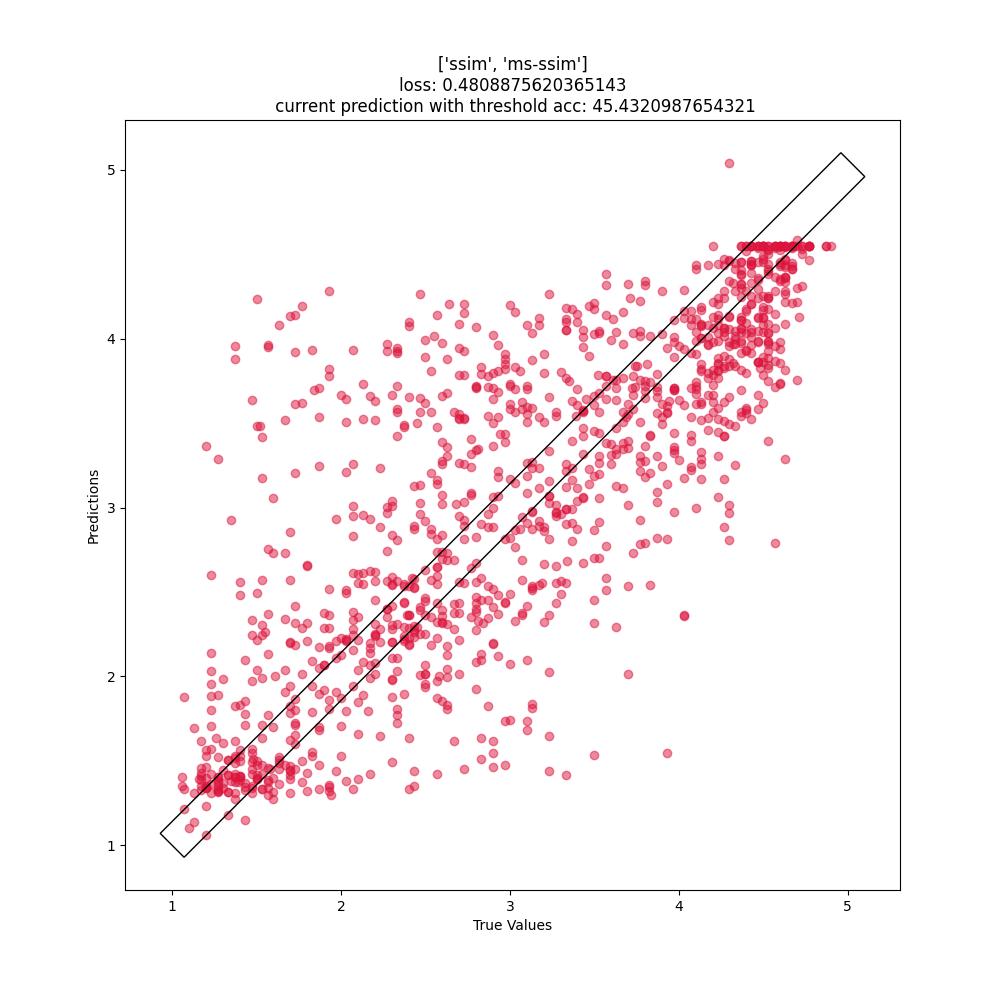 ['ssim', 'ms-ssim']
loss: 0.4808875620365143
current prediction with threshold acc: 45.4320987654321
5
4
3
2
1
Predictions
1 2 3 4 5
True Values